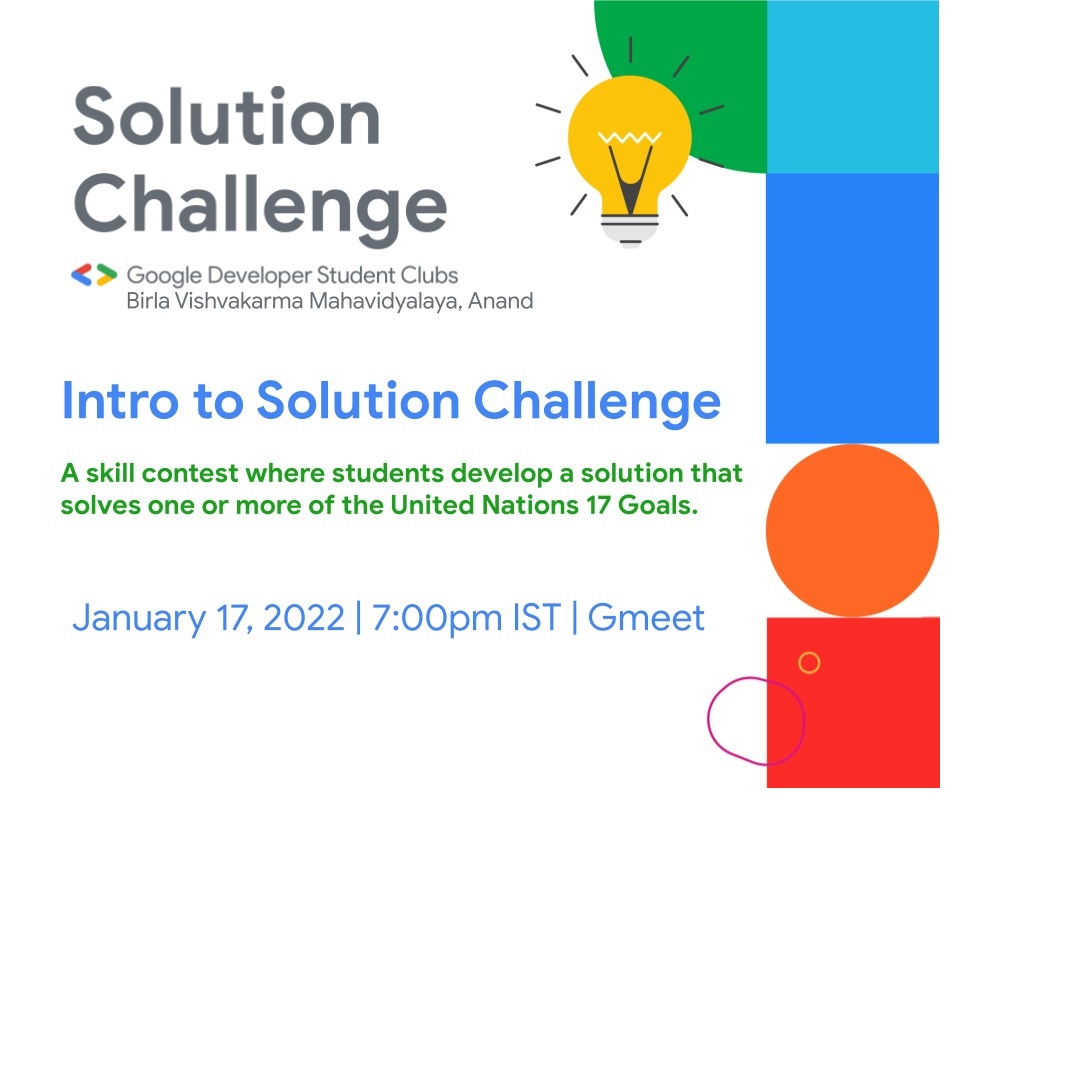 Solution
Challenge
Google Developer Student Clubs
Birla Vishvakarma Mahavidyalaya, Anand
Intro to Solution Challenge
A skill contest where students develop a solution that
solves one or more of the United Nations 17 Goals.
January 17, 2022 | 7:00pm IST | Gmeet